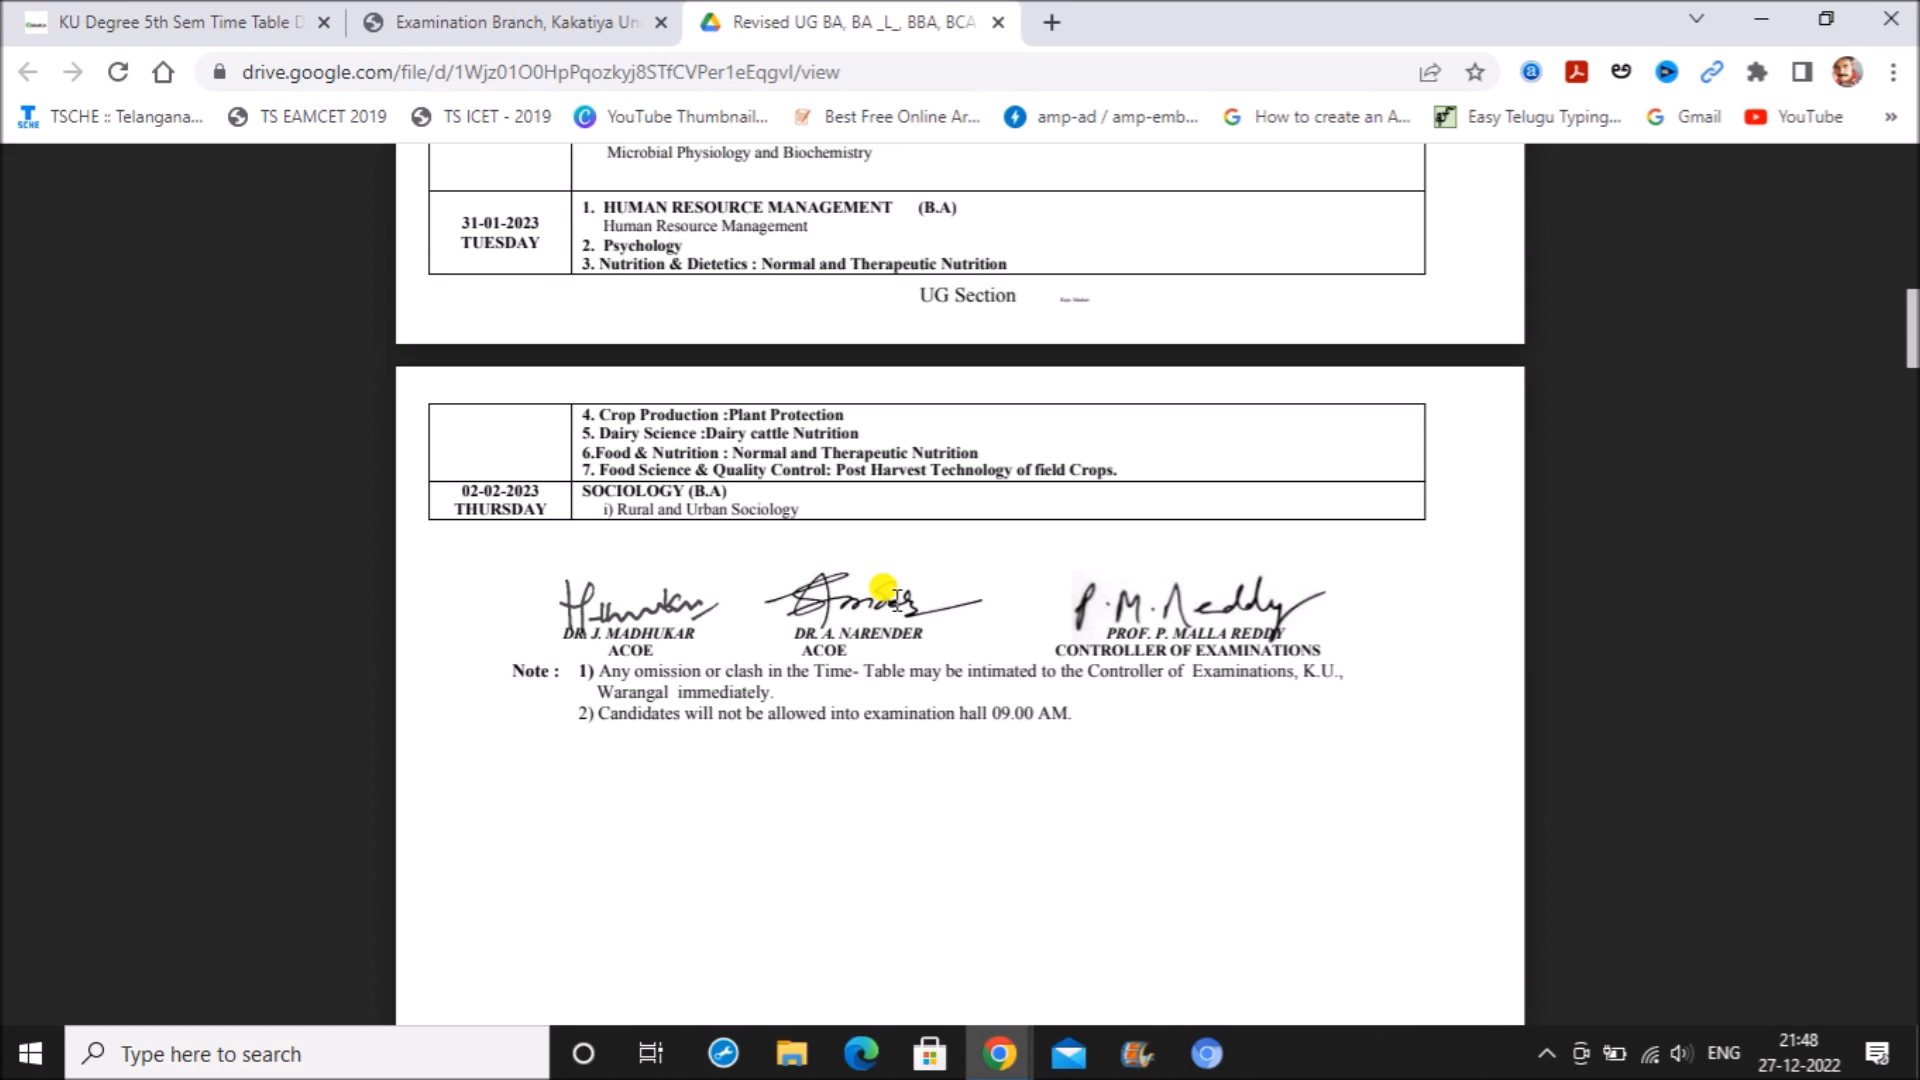 KU Degree 5th Sem Time Table D
Examination Branch, Kakatiya Un
Revised UG BA, BA _L_, BBA, BCA
drive.google.com/file/d/1Wjz01O0HpPqozkyj8STfCVPer1eEqgvI/view
TSCHE :: Telangana...
TS EAMCET 2019
TS ICET - 2019
YouTube Thumbnail...
Best Free Online Ar...
amp-ad / amp-emb...
How to create an A...
Easy Telugu Typing...
Gmail
YouTube
Microbial Physiology and Biochemistry
31-01-2023
TUESDAY
1. HUMAN RESOURCE MANAGEMENT (B.A)
Human Resource Management
2. Psychology
3. Nutrition & Dietetics : Normal and Therapeutic Nutrition
UG Section
4. Crop Production :Plant Protection
5. Dairy Science :Dairy cattle Nutrition
6.Food & Nutrition : Normal and Therapeutic Nutrition
7. Food Science & Quality Control: Post Harvest Technology of field Crops.
02-02-2023
THURSDAY
SOCIOLOGY (B.A)
i) Rural and Urban Sociology
P. M. Reddy
DR. J. MADHUKAR
DR. A. NARENDER
PROF. P. MALLA REDDY
ACOE
ACOE
CONTROLLER OF EXAMINATIONS
Note : 1) Any omission or clash in the Time- Table may be intimated to the Controller of Examinations, K.U.,
Warangal immediately.
2) Candidates will not be allowed into examination hall 09.00 AM.
Type here to search
ENG
21:48
27-12-2022